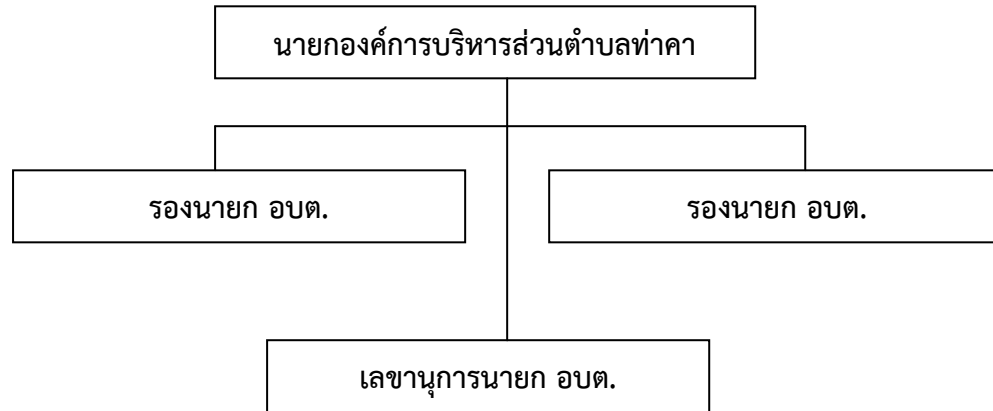 นายกองค์การบริหารส่วนตำบลท่าคา
รองนายก อบต.
รองนายก อบต.
เลขานุการนายก อบต.